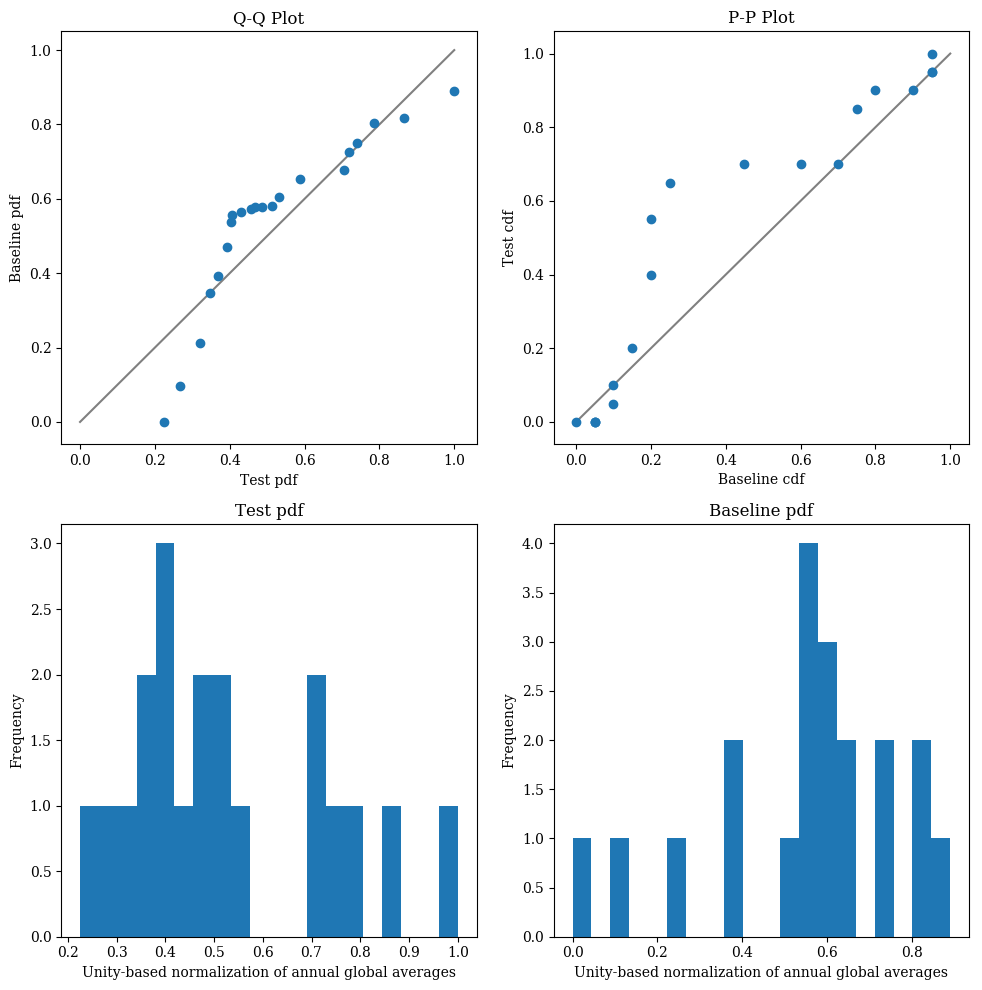 Q-Q Plot
1.0
0.8
0.6
0.4
0.2
0.0
Baseline pdf
0.0 0.2 0.4 0.6 0.8 1.0
Test pdf
P-P Plot
1.0
0.8
0.6
0.4
0.2
0.0
Test cdf
0.0 0.2 0.4 0.6 0.8 1.0
Baseline cdf
Test pdf
3.0
2.5
2.0
1.5
1.0
0.5
0.0
Frequency
0.2 0.3 0.4 0.5 0.6 0.7 0.8 0.9 1.0
Unity-based normalization of annual global averages
Baseline pdf
4.0
3.5
3.0
2.5
2.0
1.5
1.0
0.5
0.0
Frequency
0.0 0.2 0.4 0.6 0.8
Unity-based normalization of annual global averages